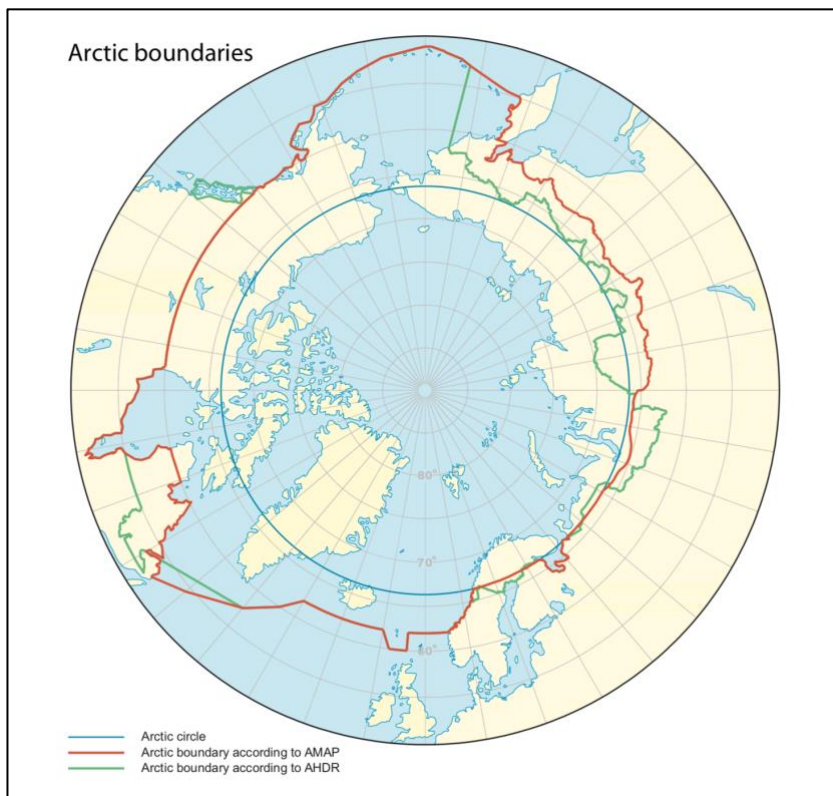 Arctic boundaries
80°
70°
60°
Arctic circle
Arctic boundary according to AMAP
Arctic boundary according to AHDR